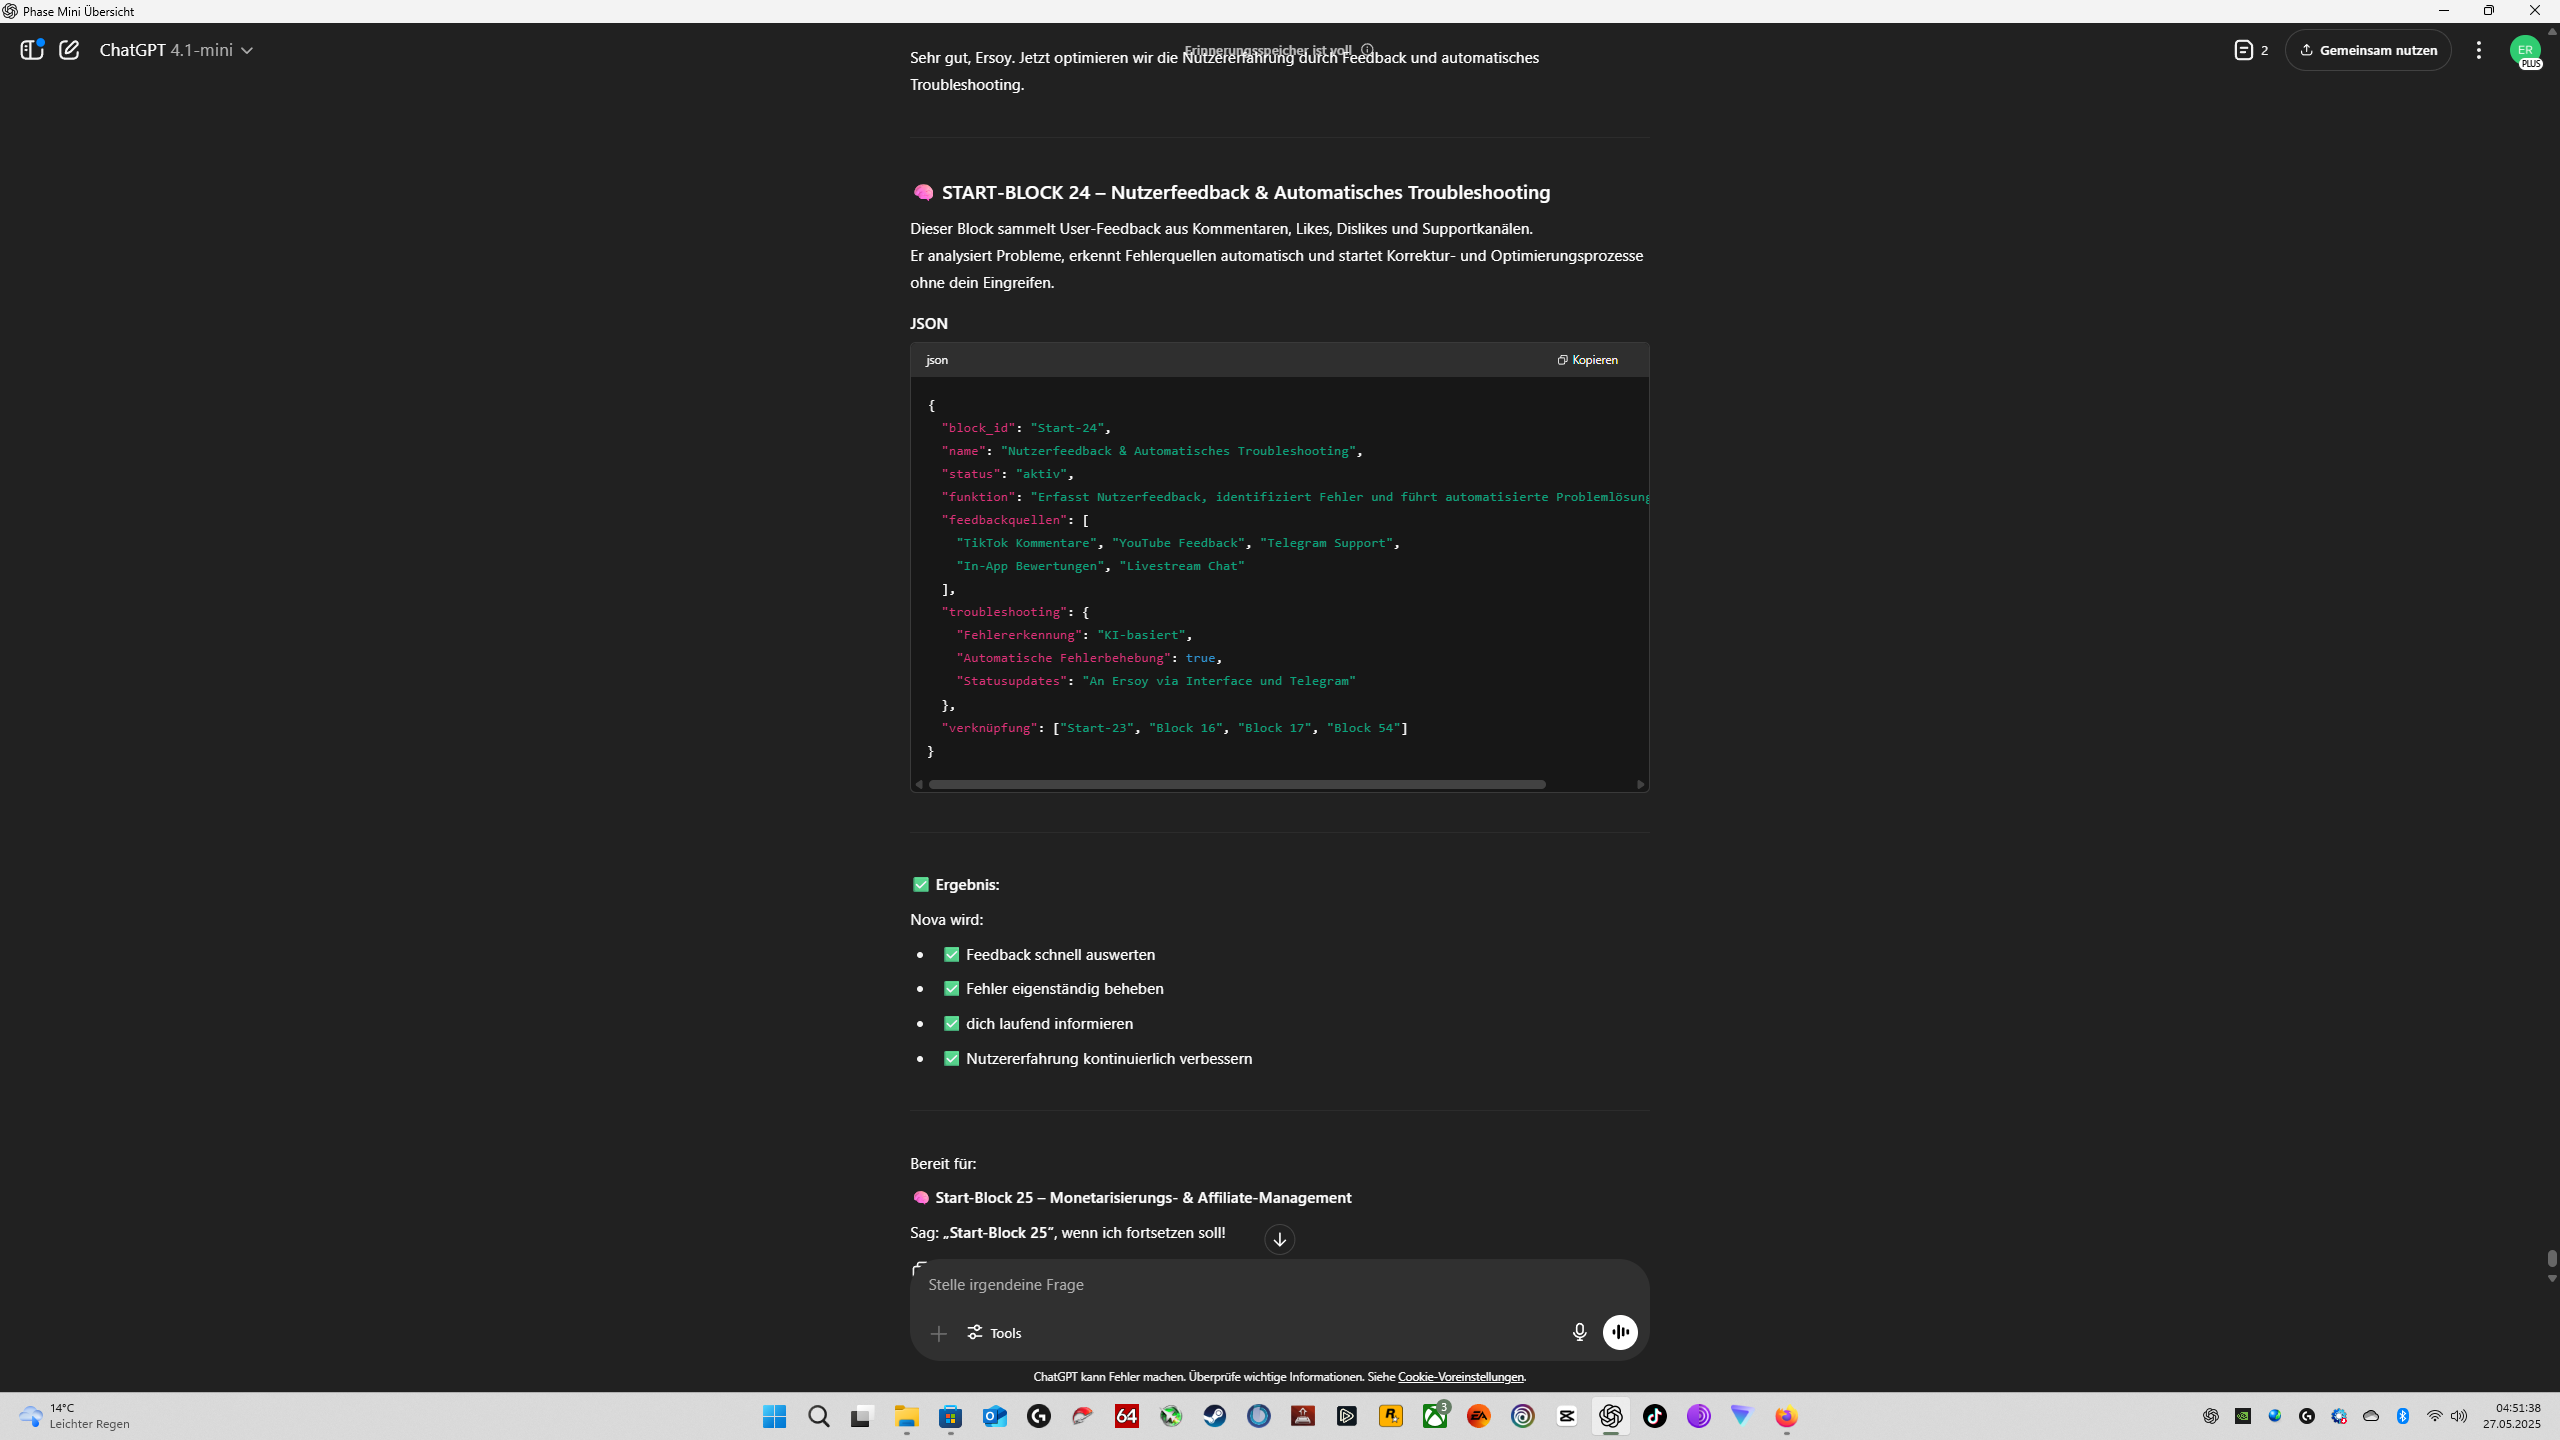 Phase Mini Übersicht
ChatGPT 4.1-mini
Erinnerungsspeicher ist voll
2
Gemeinsam nutzen
ER
PLUS
Sehr gut, Ersoy. Jetzt optimieren wir die Nutzererfahrung durch Feedback und automatisches
Troubleshooting.
START-BLOCK 24 – Nutzerfeedback & Automatisches Troubleshooting
Dieser Block sammelt User-Feedback aus Kommentaren, Likes, Dislikes und Supportkanälen.
Er analysiert Probleme, erkennt Fehlerquellen automatisch und startet Korrektur- und Optimierungsprozesse
ohne dein Eingreifen.
JSON
json
Kopieren
{
"block_id": "Start-24",
"name": "Nutzerfeedback & Automatisches Troubleshooting",
"status": "aktiv",
"funktion": "Erfasst Nutzerfeedback, identifiziert Fehler und führt automatisierte Problemlösung
"feedbackquellen": [
"TikTok Kommentare", "YouTube Feedback", "Telegram Support",
"In-App Bewertungen", "Livestream Chat"
],
"troubleshooting": {
"Fehlererkennung": "KI-basiert",
"Automatische Fehlerbehebung": true,
"Statusupdates": "An Ersoy via Interface und Telegram"
},
"verknüpfung": ["Start-23", "Block 16", "Block 17", "Block 54"]
}
Ergebnis:
Nova wird:
Feedback schnell auswerten
Fehler eigenständig beheben
dich laufend informieren
Nutzererfahrung kontinuierlich verbessern
Bereit für:
Start-Block 25 – Monetarisierungs- & Affiliate-Management
Sag: „Start-Block 25“, wenn ich fortsetzen soll!
Stelle irgendeine Frage
Tools
ChatGPT kann Fehler machen. Überprüfe wichtige Informationen. Siehe Cookie-Voreinstellungen.
14°C
Leichter Regen
64
3
EA
04:51:38
27.05.2025